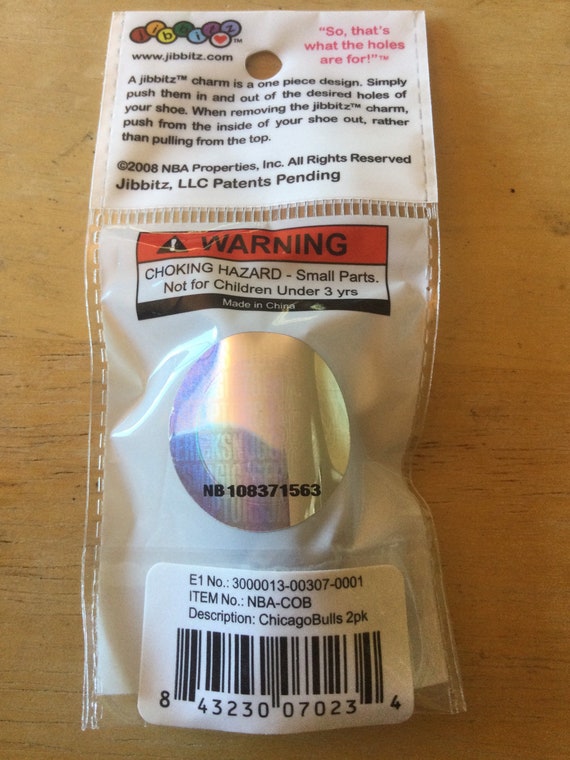 jibbitz™
www.jibbitz.com
"So, that's
what the holes
are for!"™
A jibbitz™ charm is a one piece design. Simply
push them in and out of the desired holes of
your shoe. When removing the jibbitz™ charm,
push from the inside of your shoe out, rather
than pulling from the top.
©2008 NBA Properties, Inc. All Rights Reserved
Jibbitz, LLC Patents Pending
WARNING
CHOKING HAZARD - Small Parts.
Not for Children Under 3 yrs
Made in China
NB108371563
E1 No.: 3000013-00307-0001
ITEM No.: NBA-COB
Description: ChicagoBulls 2pk
8 43230 07023 4